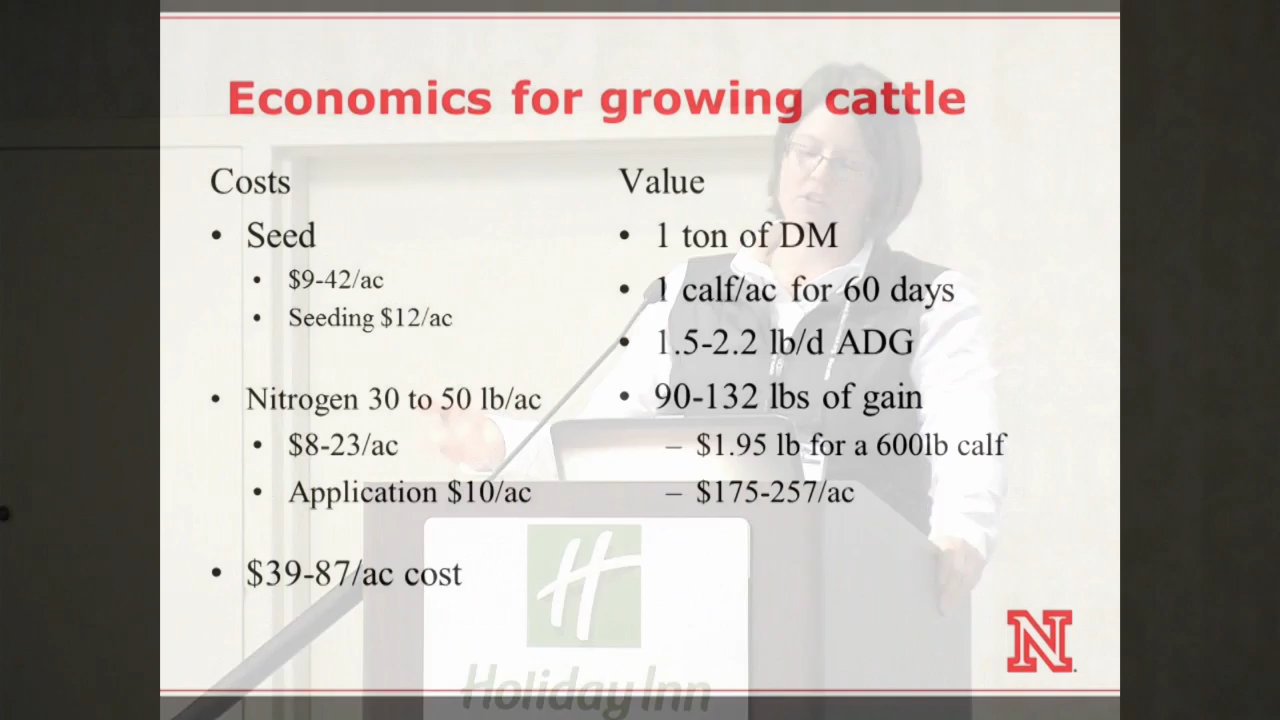 Economics for growing cattle
Costs
• Seed
• $9-42/ac
• Seeding $12/ac
• Nitrogen 30 to 50 lb/ac
• $8-23/ac
• Application $10/ac
• $39-87/ac cost
Value
• 1 ton of DM
• 1 calf/ac for 60 days
• 1.5-2.2 lb/d ADG
• 90-132 lbs of gain
– $1.95 lb for a 600lb calf
– $175-257/ac
H
Holiday Inn
N